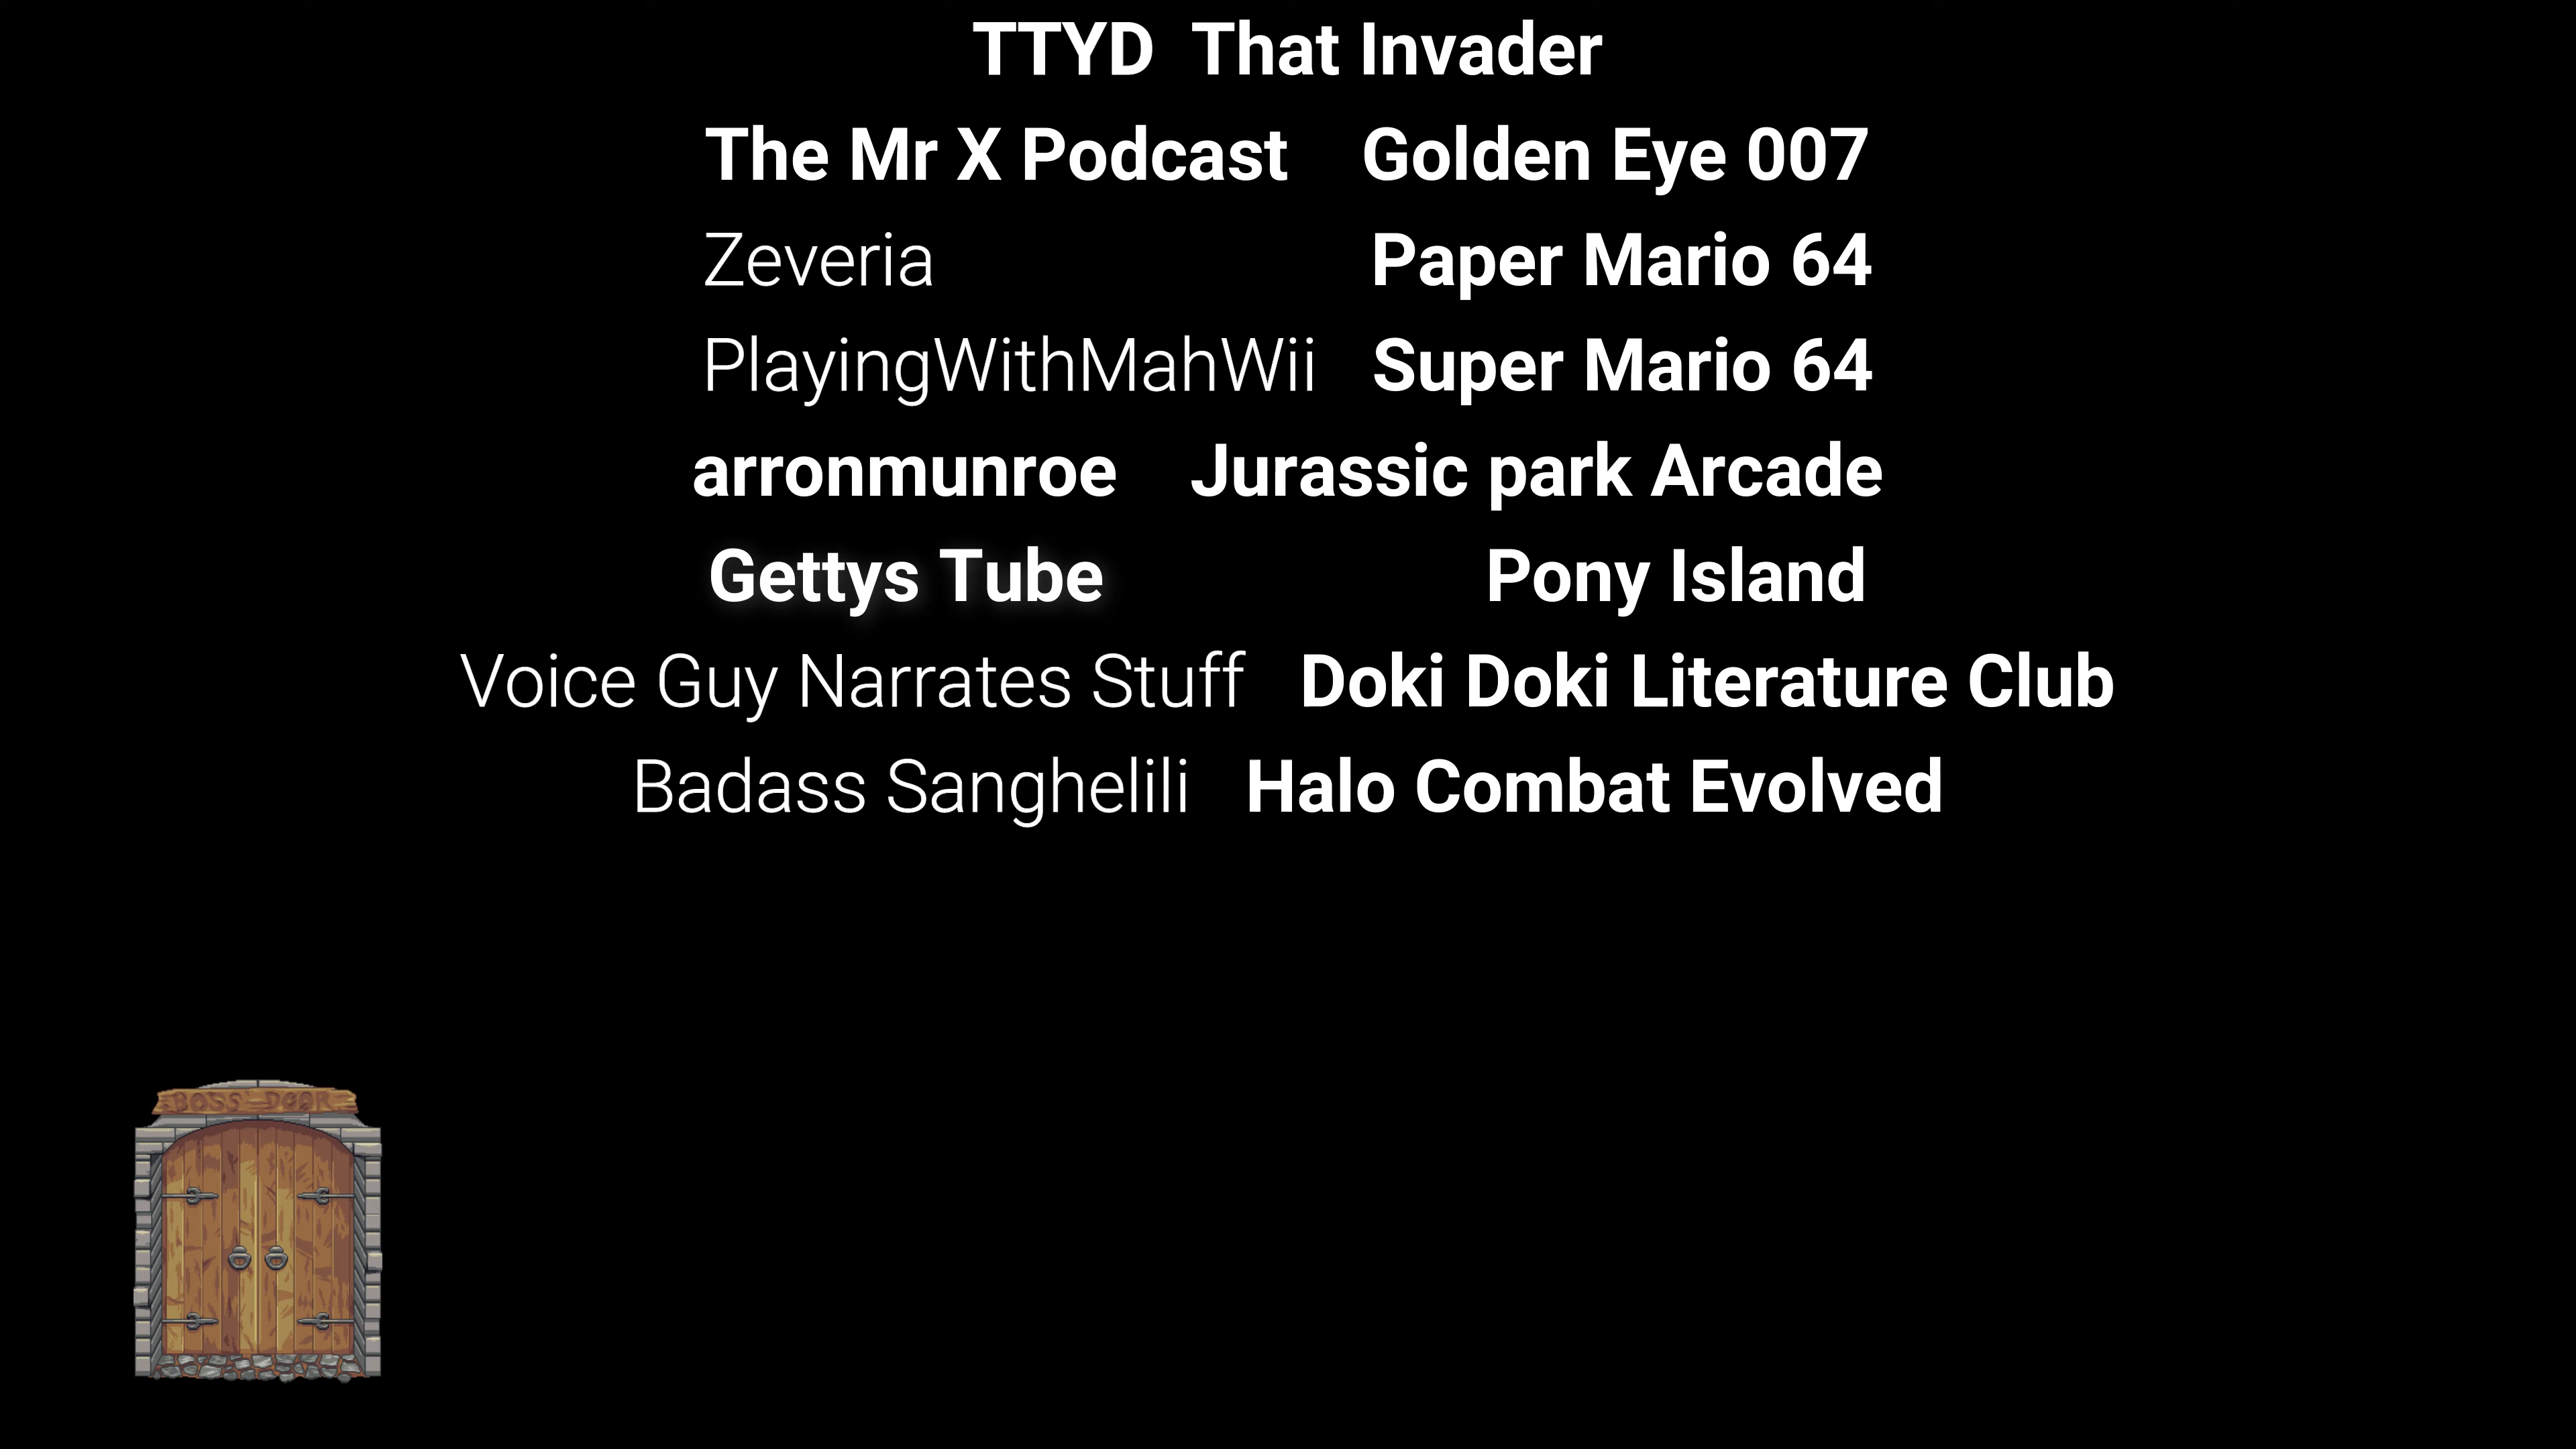 TTYD That Invader
The Mr X Podcast Golden Eye 007
Zeveria Paper Mario 64
PlayingWithMahWii Super Mario 64
arronmunroe Jurassic park Arcade
Gettys Tube Pony Island
Voice Guy Narrates Stuff Doki Doki Literature Club
Badass Sanghelili Halo Combat Evolved
BOSS DOOR